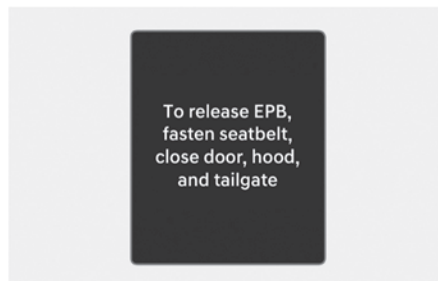 To release EPB,
fasten seatbelt,
close door, hood,
and tailgate